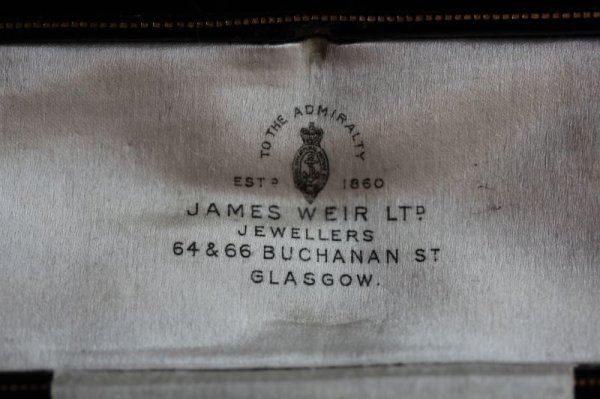 TO THE ADMIRALTY
ESTD 1860
JAMES WEIR LTD
JEWELLERS
64 & 66 BUCHANAN ST
GLASGOW.